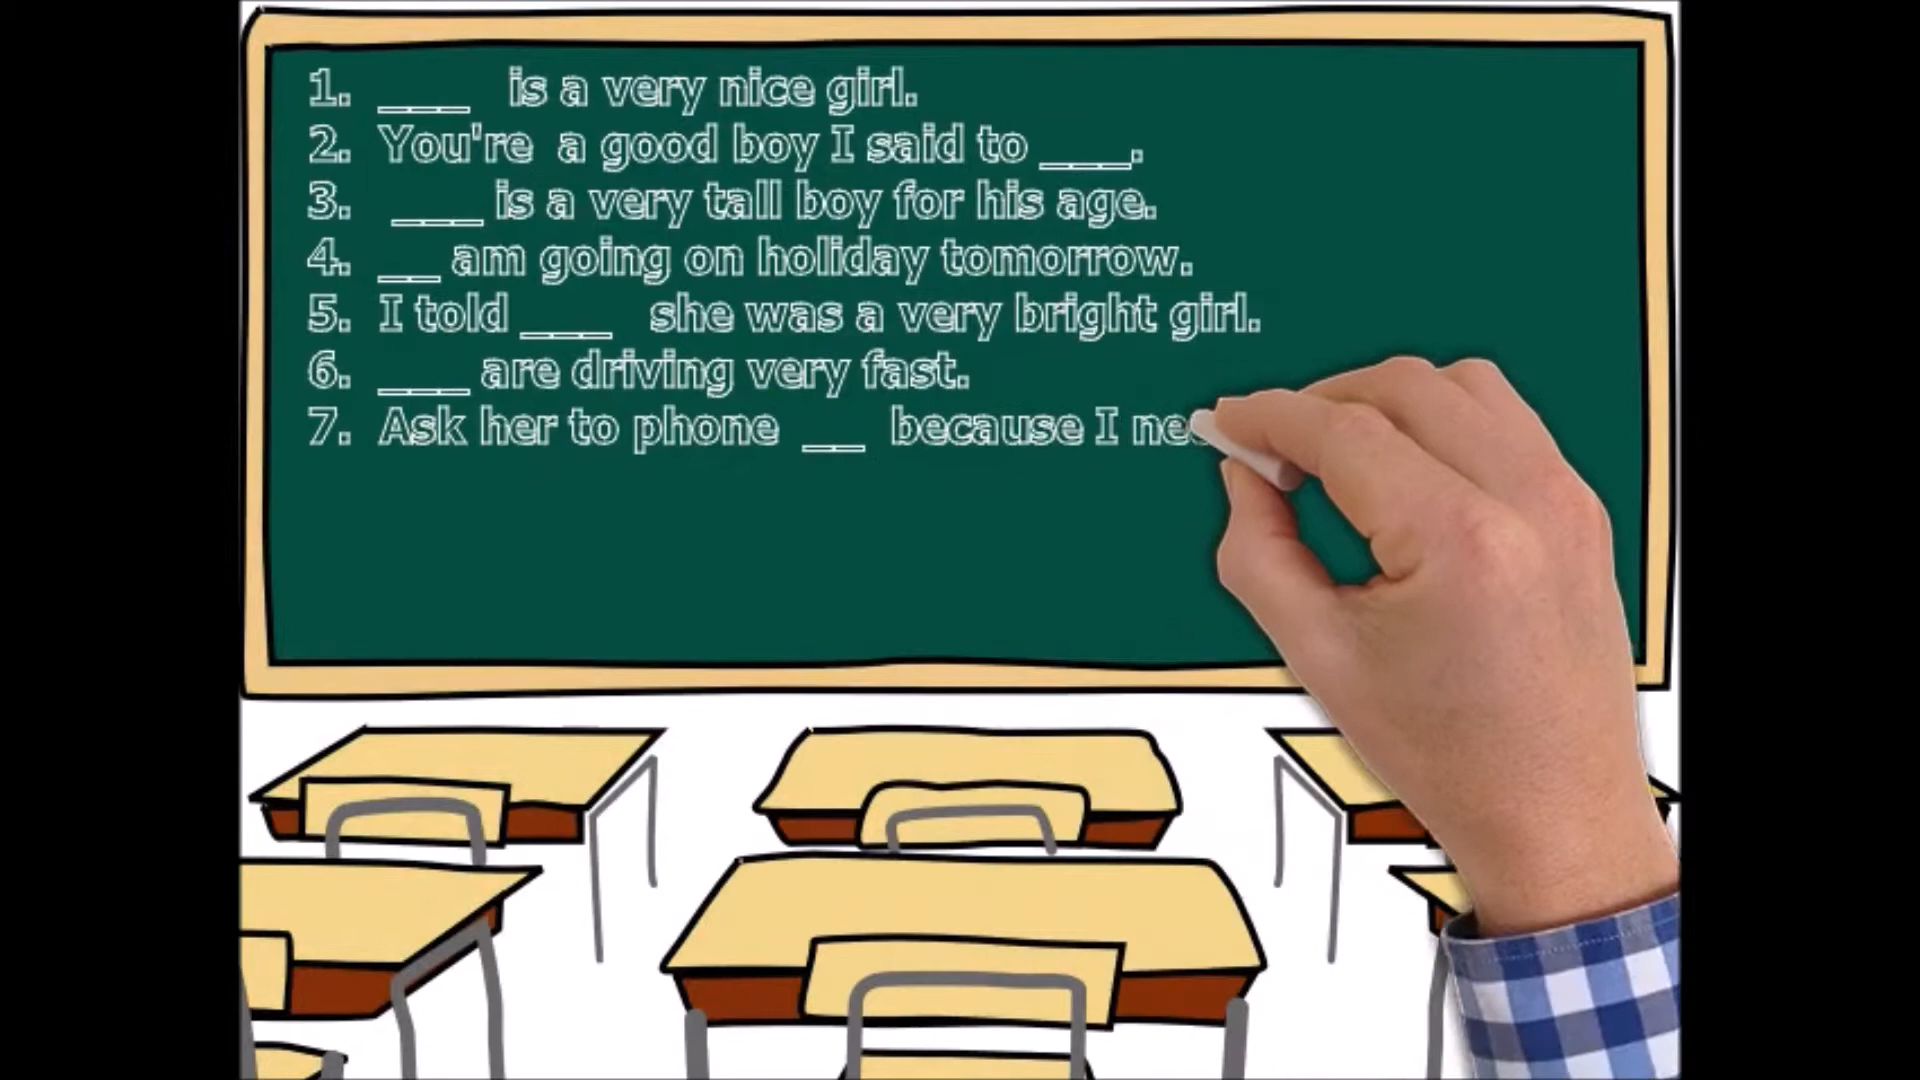 1. ___ is a very nice girl.
2. You're a good boy I said to ___.
3. ___ is a very tall boy for his age.
4. __ am going on holiday tomorrow.
5. I told ___ she was a very bright girl.
6. ___ are driving very fast.
7. Ask her to phone __ because I